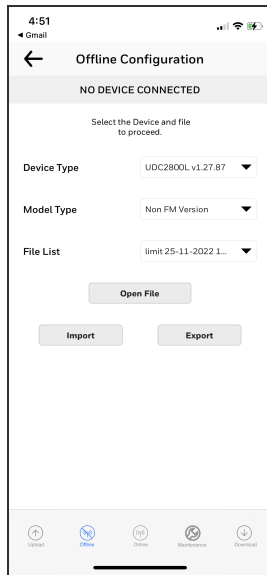 4:51
◀ Gmail
Offline Configuration
NO DEVICE CONNECTED
Select the Device and file
to proceed.
Device Type
UDC2800L v1.27.87
Model Type
Non FM Version
File List
limit 25-11-2022 1...
Open File
Import
Export
Upload
Offline
Online
Maintenance
Download